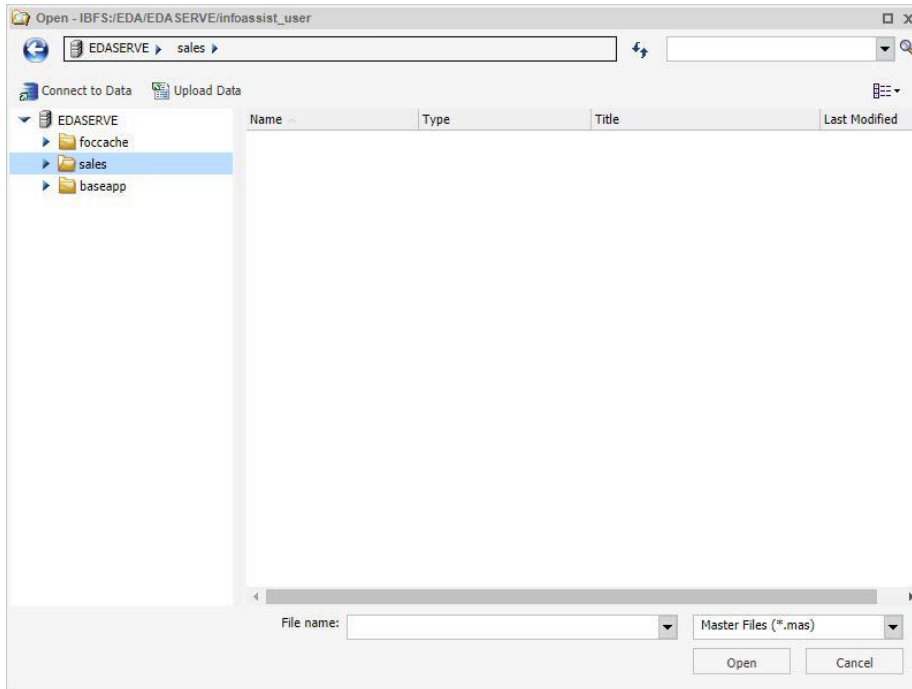 Open - IBFS:/EDA/EDASERVE/infoassist_user
EDASERVE sales
Connect to Data Upload Data
EDASERVE
foccache
sales
baseapp
Name Type Title Last Modified
File name: Master Files (*.mas)
Open Cancel